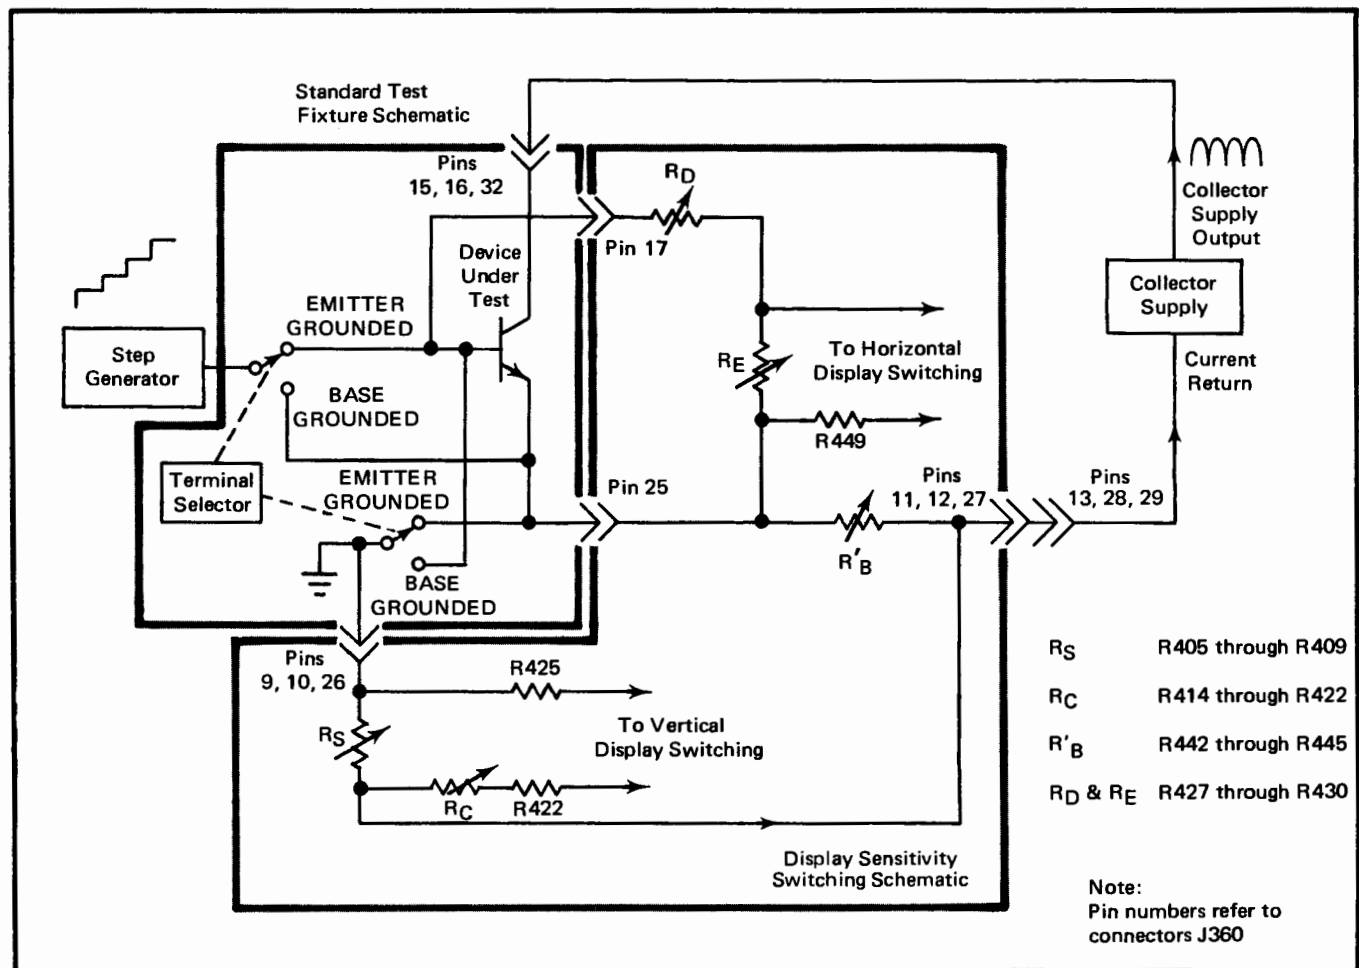 Standard Test
Fixture Schematic
Pins
15, 16, 32
RD
Pin 17
Collector
Supply
Output
Device
Under
Test
EMITTER
GROUNDED
Collector
Supply
Step
Generator
RE
To Horizontal
Display Switching
Current
Return
BASE
GROUNDED
R449
Terminal
Selector
EMITTER
GROUNDED
Pin 25
Pins
11, 12, 27
Pins
13, 28, 29
R'B
BASE
GROUNDED
Pins
9, 10, 26
R425
RS
To Vertical
Display Switching
RC
R422
RS R405 through R409
RC R414 through R422
R'B R442 through R445
RD & RE R427 through R430
Display Sensitivity
Switching Schematic
Note:
Pin numbers refer to
connectors J360